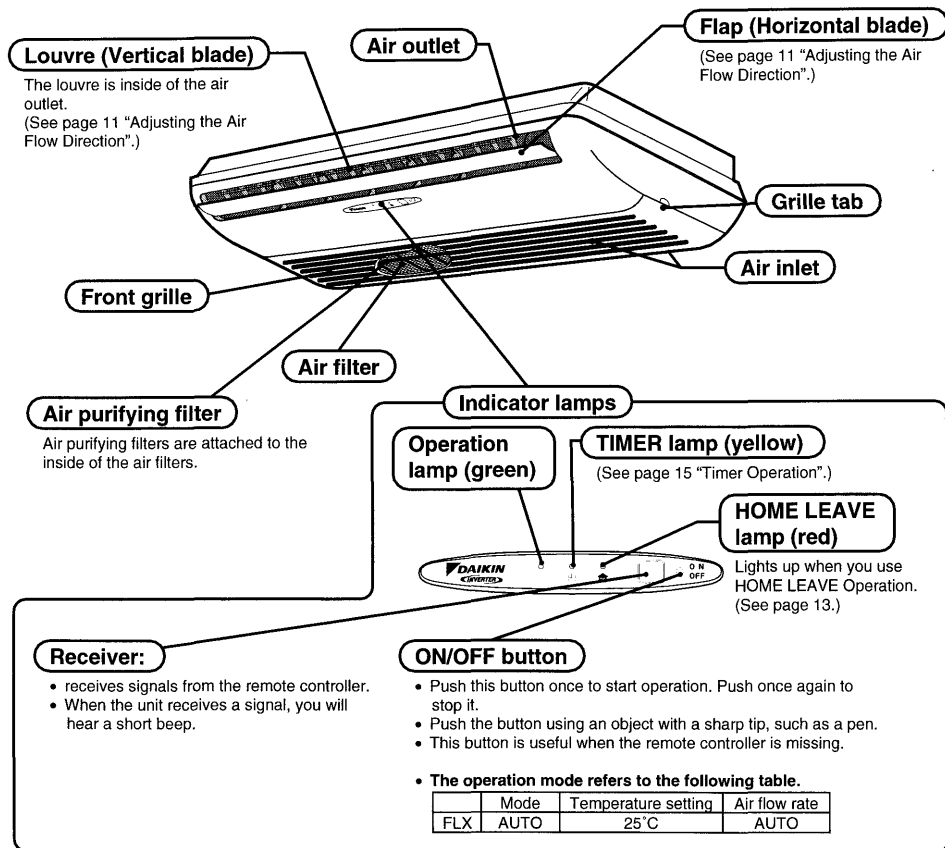 Louvre (Vertical blade)
The louvre is inside of the air
outlet.
(See page 11 “Adjusting the Air
Flow Direction”.)
Air outlet
Flap (Horizontal blade)
(See page 11 “Adjusting the Air
Flow Direction”.)
Grille tab
Air inlet
Front grille
Air filter
Air purifying filter
Air purifying filters are attached to the
inside of the air filters.
Indicator lamps
Operation
lamp (green)
TIMER lamp (yellow)
(See page 15 “Timer Operation”.)
HOME LEAVE
lamp (red)
Lights up when you use
HOME LEAVE Operation.
(See page 13.)
DAIKIN
INVERTER
ON
OFF
Receiver:
• receives signals from the remote controller.
• When the unit receives a signal, you will
hear a short beep.
ON/OFF button
• Push this button once to start operation. Push once again to
stop it.
• Push the button using an object with a sharp tip, such as a pen.
• This button is useful when the remote controller is missing.
• The operation mode refers to the following table.
Mode Temperature setting Air flow rate
FLX AUTO 25°C AUTO